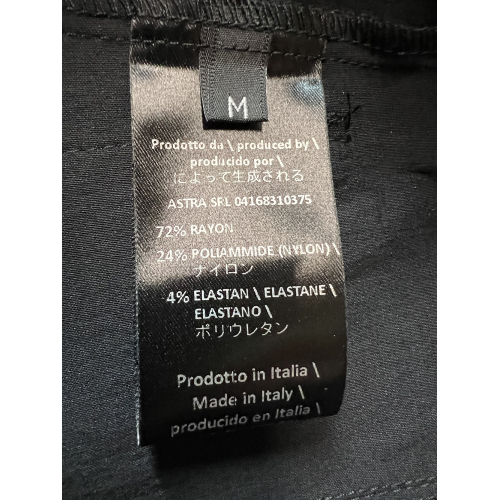 M
Prodotto da \ produced by \
producido por \
によって生成される
ASTRA SRL 04168310375
72% RAYON
24% POLIAMMIDE (NYLON) \
ナイロン
4% ELASTAN \ ELASTANE \
ELASTANO \
ポリウレタン
Prodotto in Italia \
Made in Italy \
producido en Italia \